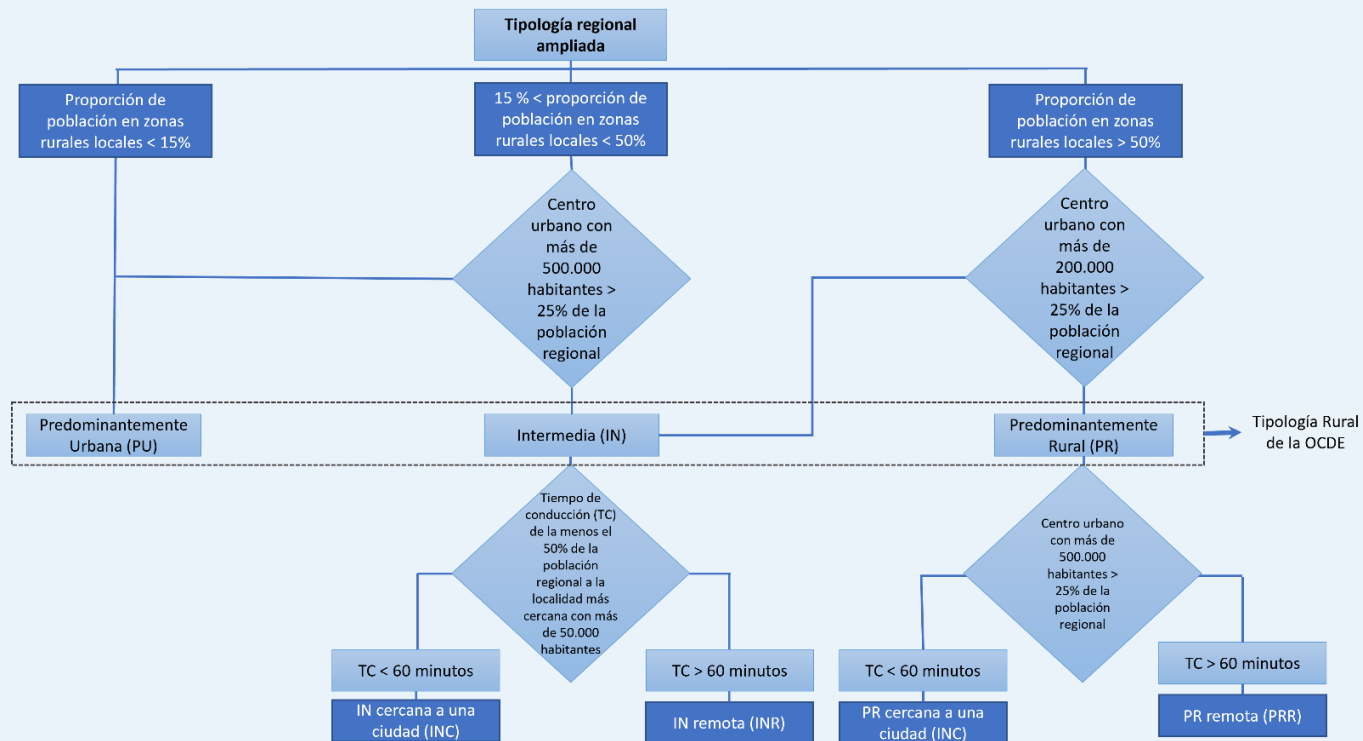 Tipología regional
ampliada
Proporción de
población en zonas
rurales locales < 15%
15 % < proporción de
población en zonas
rurales locales < 50%
Proporción de
población en zonas
rurales locales > 50%
Centro
urbano con
más de
500.000
habitantes >
25% de la
población
regional
Centro
urbano con
más de
200.000
habitantes >
25% de la
población
regional
Predominantemente
Urbana (PU)
Intermedia (IN)
Predominantemente
Rural (PR)
Tipología Rural
de la OCDE
Tiempo de
conducción (TC)
de la menos el
50% de la
población
regional a la
localidad más
cercana con más
de 50.000
habitantes
Centro urbano
con más de
500.000
habitantes >
25% de la
población
regional
TC < 60 minutos
TC > 60 minutos
TC < 60 minutos
TC > 60 minutos
IN cercana a una
ciudad (INC)
IN remota (INR)
PR cercana a una
ciudad (INC)
PR remota (PRR)